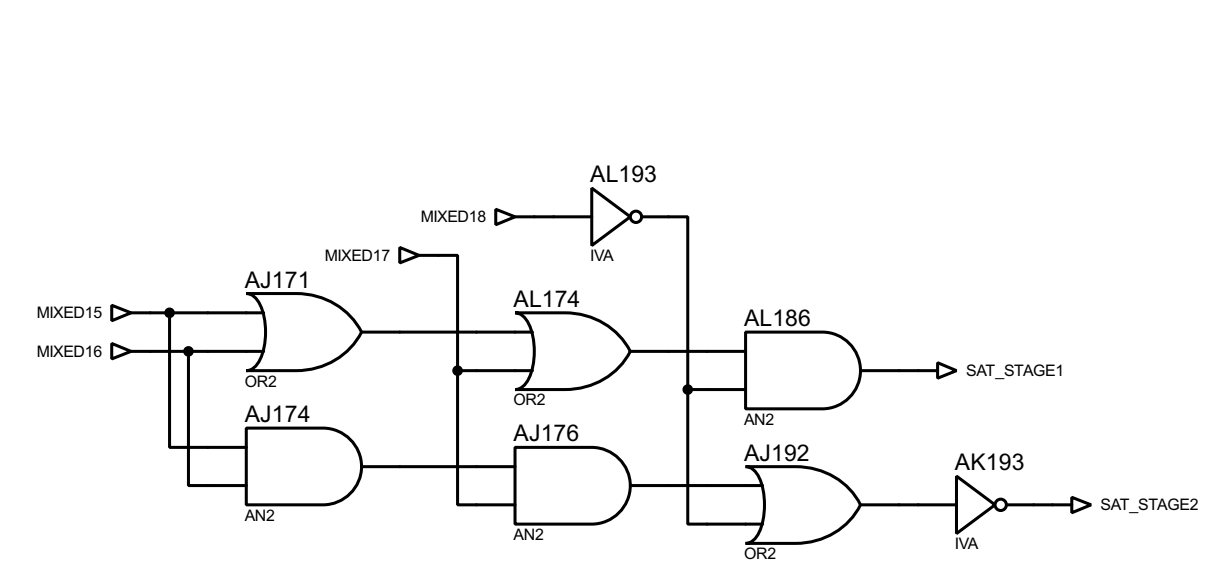 AL193
MIXED18
IVA
MIXED17
AJ171
MIXED15
MIXED16
OR2
AL174
OR2
AL186
SAT_STAGE1
AN2
AJ174
AN2
AJ176
AN2
AJ192
OR2
AK193
SAT_STAGE2
IVA